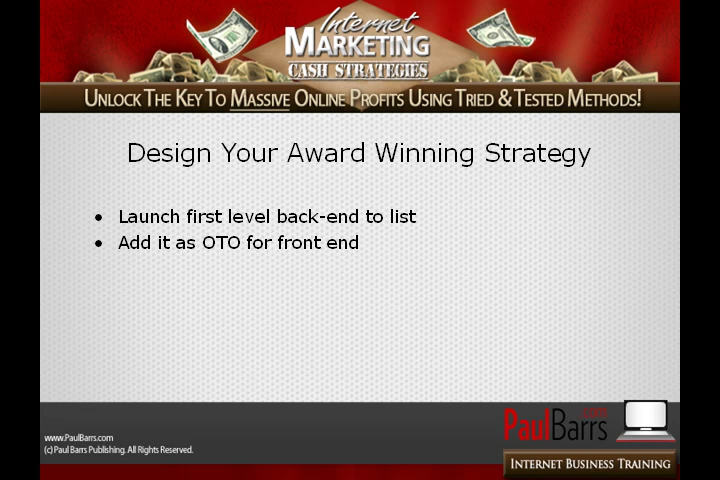 Internet
MARKETING
CASH STRATEGIES
UNLOCK THE KEY TO MASSIVE ONLINE PROFITS USING TRIED & TESTED METHODS!
Design Your Award Winning Strategy
• Launch first level back-end to list
• Add it as OTO for front end
www.PaulBarrs.com
(c) Paul Barrs Publishing. All Rights Reserved.
.com
PaulBarrs
INTERNET BUSINESS TRAINING